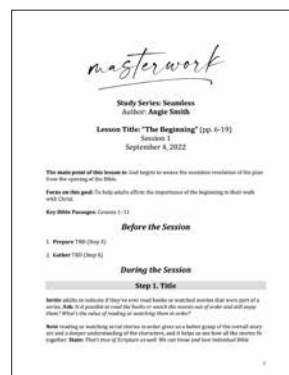 masterwork
Study Series: Seamless
Author: Angie Smith
Lesson Title: "The Beginning" (pp. 6-19)
Session 1
September 4, 2022
The main point of this lesson is: God begins to weave the seamless revelation of his plan
from the opening of the Bible.
Focus on this goal: To help adults affirm the importance of the beginning in their walk
with Christ.
Key Bible Passages: Genesis 1-11
Before the Session
1. Prepare TBD (Step X)
2. Gather TBD (Step X)
During the Session
Step 1. Title
Invite adults to indicate if they've ever read books or watched movies that were part of a
series. Ask: Is it possible to read the books or watch the movies out of order and still enjoy
them? What's the value of reading or watching them in order?
Note reading or watching serial stories in order gives us a better grasp of the overall story
arc and a deeper understanding of the characters, and it helps us see how all the stories fit
together. State: That's true of Scripture as well. We can know and love individual Bible